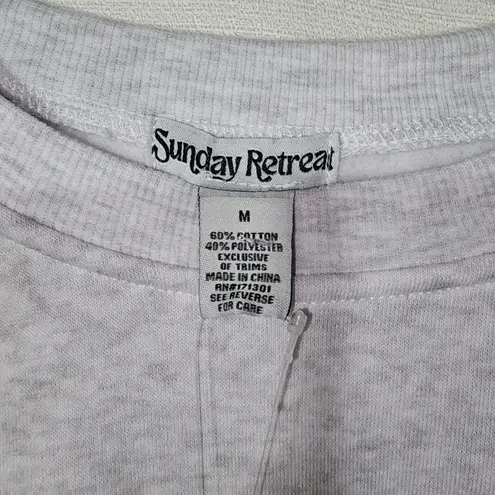 Sunday Retreat
M
60% COTTON
40% POLYESTER
EXCLUSIVE
OF TRIMS
MADE IN CHINA
RN#171301
SEE REVERSE
FOR CARE